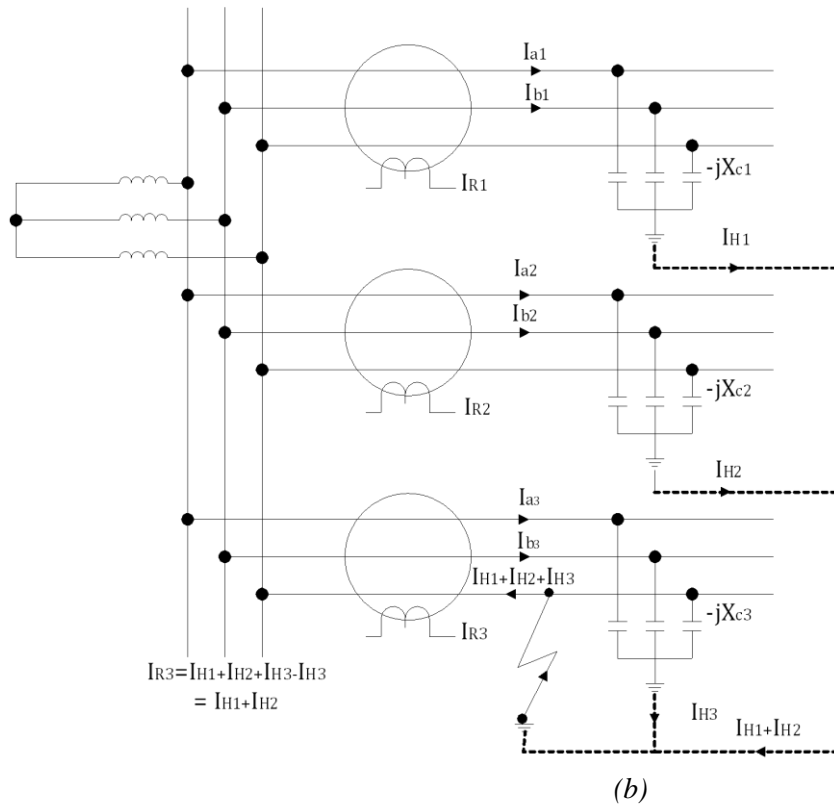 Ia1
Ib1
IR1
-jXc1
IH1
Ia2
Ib2
IR2
-jXc2
IH2
Ia3
Ib3
IH1+IH2+IH3
IR3
-jXc3
IR3=IH1+IH2+IH3-IH3
= IH1+IH2
IH3
IH1+IH2
(b)